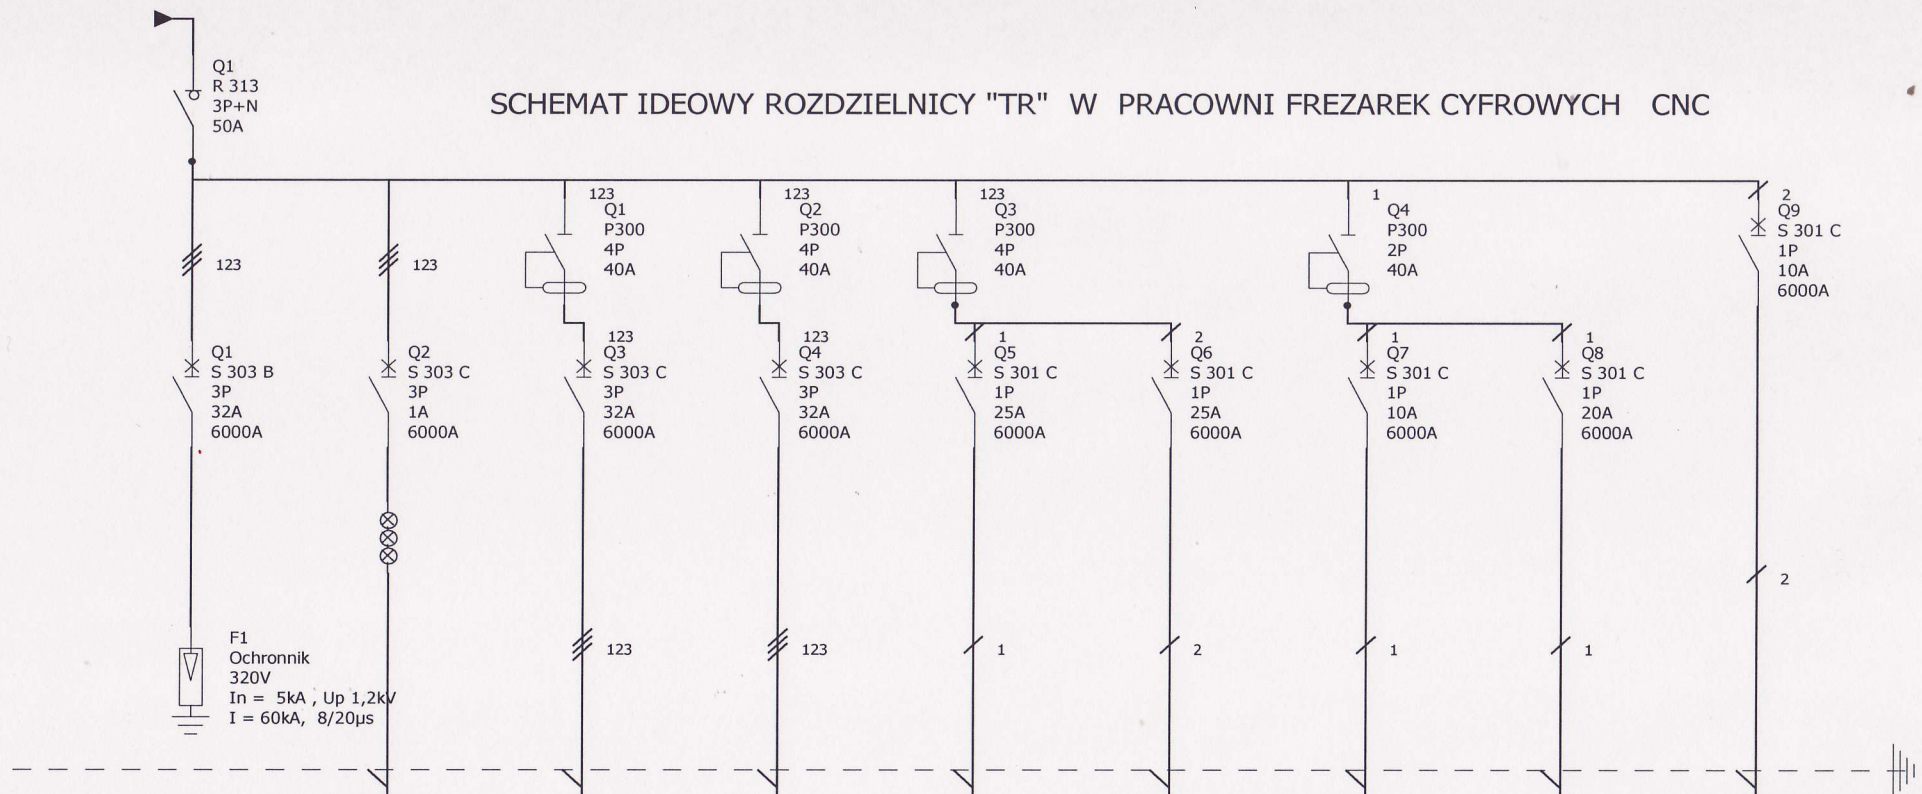 Q1
R 313
3P+N
50A
SCHEMAT IDEOWY ROZDZIELNICY "TR" W PRACOWNI FREZAREK CYFROWYCH CNC
123
Q1
P300
4P
40A
123
Q2
P300
4P
40A
123
Q3
P300
4P
40A
1
Q4
P300
2P
40A
2
Q9
S 301 C
1P
10A
6000A
123
123
Q1
S 303 B
3P
32A
6000A
Q2
S 303 C
3P
1A
6000A
123
Q3
S 303 C
3P
32A
6000A
123
Q4
S 303 C
3P
32A
6000A
1
Q5
S 301 C
1P
25A
6000A
2
Q6
S 301 C
1P
25A
6000A
1
Q7
S 301 C
1P
10A
6000A
1
Q8
S 301 C
1P
20A
6000A
2
F1
Ochronnik
320V
In = 5kA , Up 1,2kV
I = 60kA, 8/20µs
123
123
1
2
1
1